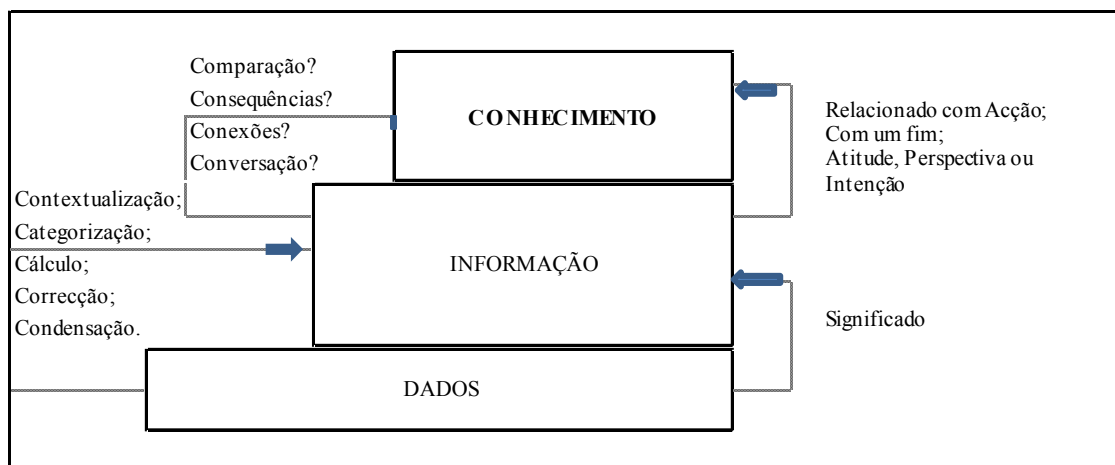 Comparação?
Consequências?
Conexões?
Conversação?
CONHECIMENTO
Relacionado com Acção;
Com um fim;
Atitude, Perspectiva ou
Intenção
Contextualização;
Categorização;
Cálculo;
Correcção;
Condensação.
INFORMAÇÃO
Significado
DADOS